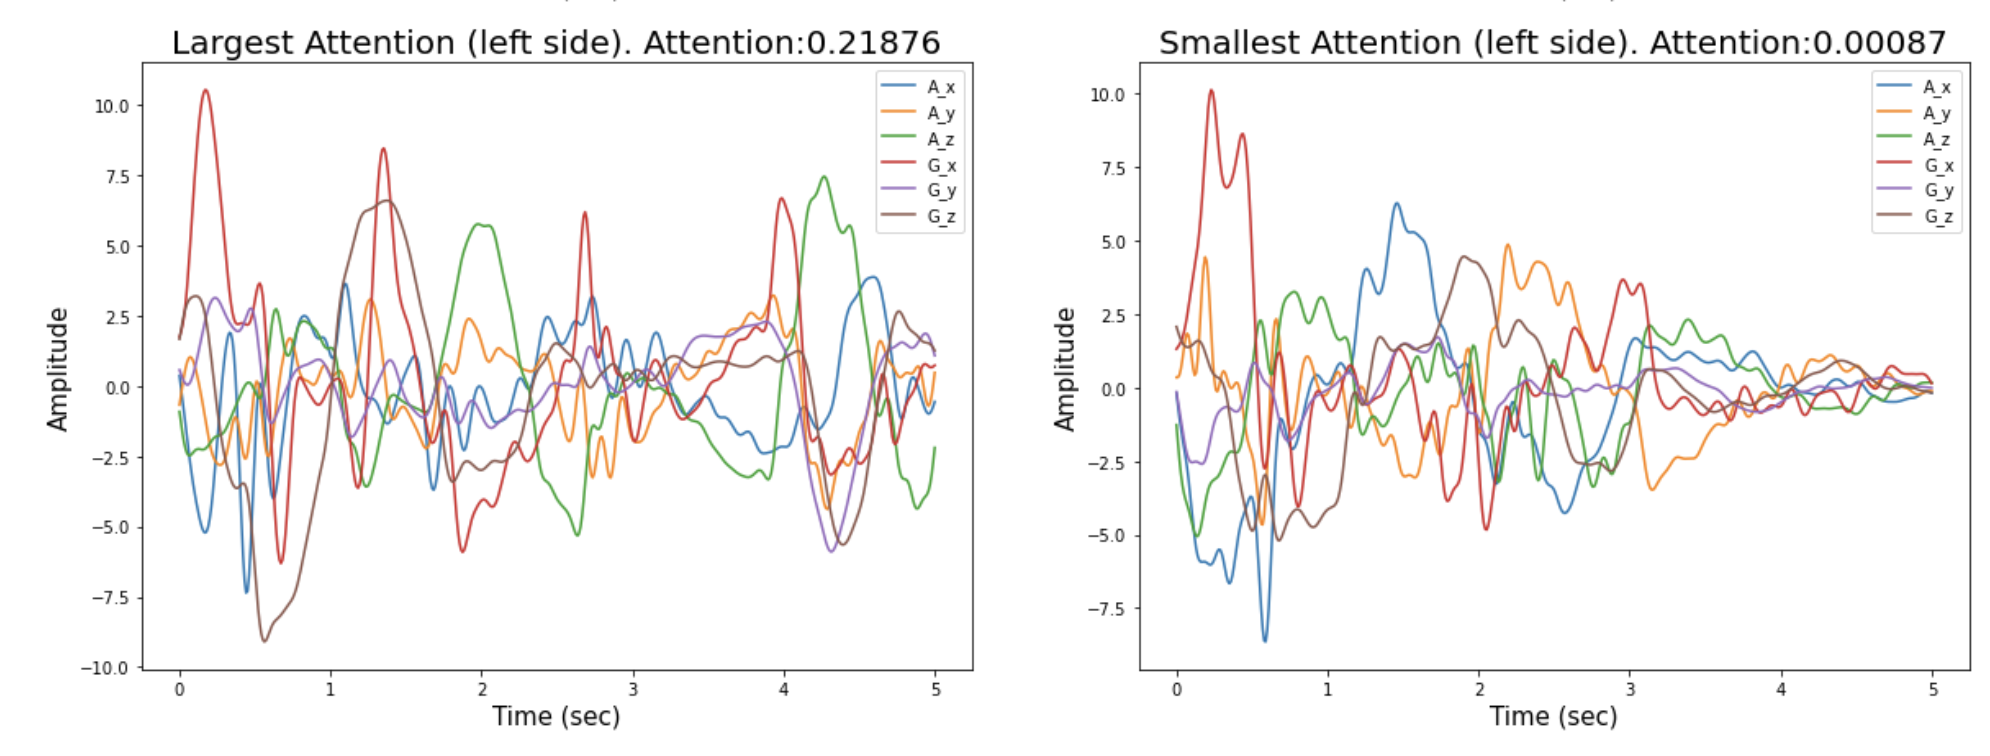 Largest Attention (left side). Attention:0.21876
A_x
A_y
A_z
G_x
G_y
G_z
10.0
7.5
5.0
2.5
0.0
−2.5
−5.0
−7.5
−10.0
Amplitude
0 1 2 3 4 5
Time (sec)
Smallest Attention (left side). Attention:0.00087
A_x
A_y
A_z
G_x
G_y
G_z
10.0
7.5
5.0
2.5
0.0
−2.5
−5.0
−7.5
Amplitude
0 1 2 3 4 5
Time (sec)